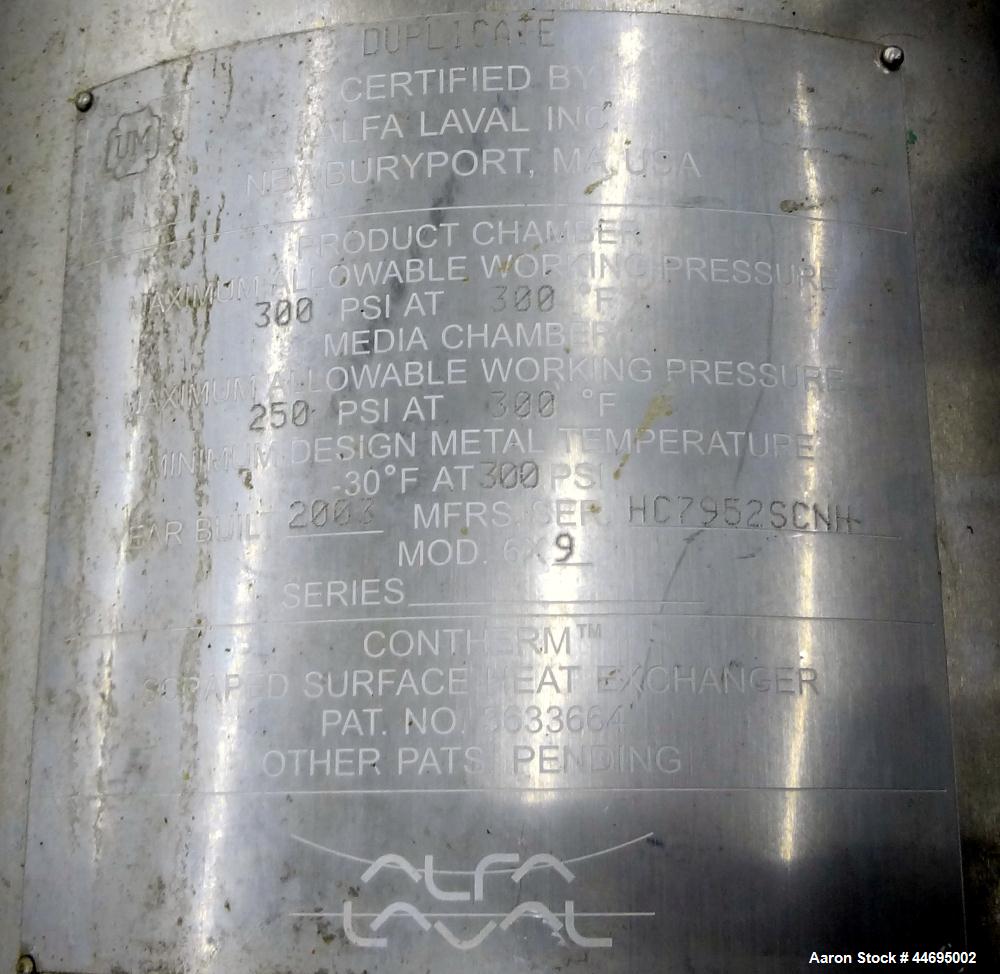 DUPLICATE
CERTIFIED BY
ALFA LAVAL INC.
NEWBURYPORT, MA, USA
UM
W
PRODUCT CHAMBER
MAXIMUM ALLOWABLE WORKING PRESSURE
300 PSI AT 300 °F
MEDIA CHAMBER
MAXIMUM ALLOWABLE WORKING PRESSURE
250 PSI AT 300 °F
MINIMUM DESIGN METAL TEMPERATURE
-30°F AT 300 PSI
YEAR BUILT 2003 MFRS. SER. HC7952SCNH-
MOD. 6X9
SERIES
CONTHERM™
SCRAPED SURFACE HEAT EXCHANGER
PAT. NO. 3633664
OTHER PATS. PENDING
ALFA
LAVAL
Aaron Stock # 44695002